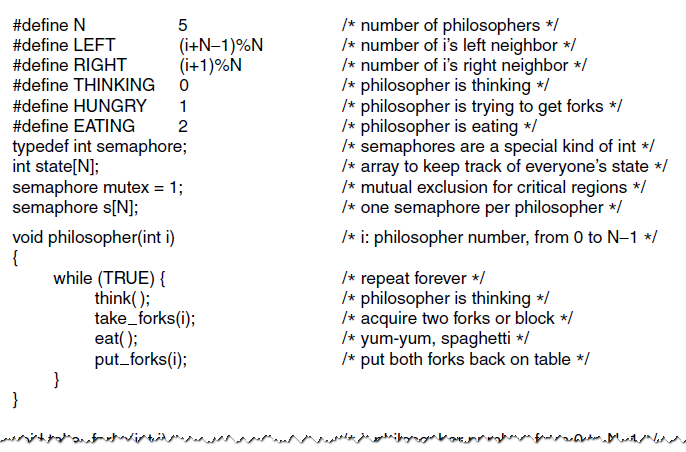 #define N 5 /* number of philosophers */
#define LEFT (i+N−1)%N /* number of i’s left neighbor */
#define RIGHT (i+1)%N /* number of i’s right neighbor */
#define THINKING 0 /* philosopher is thinking */
#define HUNGRY 1 /* philosopher is trying to get forks */
#define EATING 2 /* philosopher is eating */
typedef int semaphore; /* semaphores are a special kind of int */
int state[N]; /* array to keep track of everyone’s state */
semaphore mutex = 1; /* mutual exclusion for critical regions */
semaphore s[N]; /* one semaphore per philosopher */
void philosopher(int i) /* i: philosopher number, from 0 to N−1 */
{
while (TRUE) { /* repeat forever */
think( ); /* philosopher is thinking */
take_forks(i); /* acquire two forks or block */
eat( ); /* yum-yum, spaghetti */
put_forks(i); /* put both forks back on table */
}
}